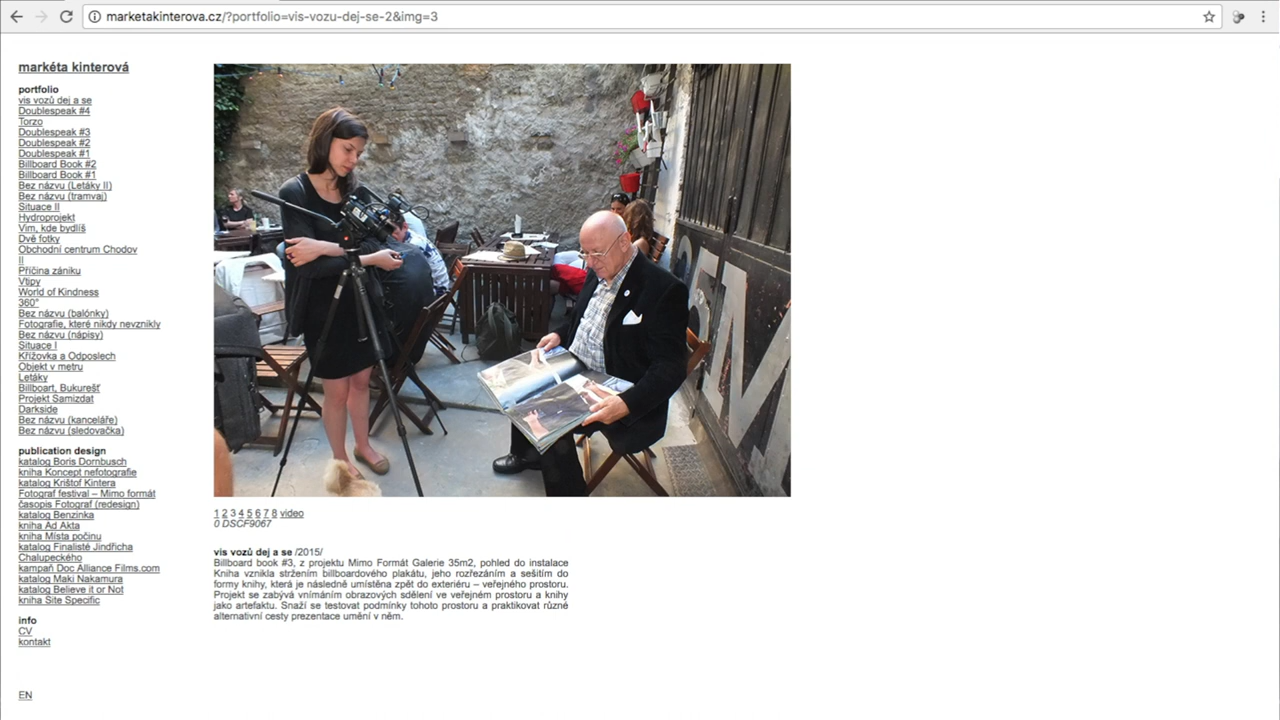 marketakinterova.cz/?portfolio=vis-vozu-dej-se-2&img=3
markéta kinterová
portfolio
vis vozů dej a se
Doublespeak #4
Torzo
Doublespeak #3
Doublespeak #2
Doublespeak #1
Billboard Book #2
Billboard Book #1
Bez názvu (Letáky II)
Bez názvu (tramvaj)
Situace II
Hydroprojekt
Vím, kde bydlíš
Dvě fotky
Obchodní centrum Chodov
II
Příčina zániku
Vtipy
World of Kindness
360°
Bez názvu (balónky)
Fotografie, které nikdy nevznikly
Bez názvu (nápisy)
Situace I
Křížovka a Odposlech
Objekt v metru
Letáky
Billboart, Bukurešť
Projekt Samizdat
Darkside
Bez názvu (kanceláře)
Bez názvu (sledovačka)
publication design
katalog Boris Dornbusch
kniha Koncept nefotografie
katalog Krištof Kintera
Fotograf festival – Mimo formát
časopis Fotograf (redesign)
katalog Benzinka
kniha Ad Akta
kniha Místa počinu
katalog Finalisté Jindřicha
Chalupeckého
kampaň Doc Alliance Films.com
katalog Maki Nakamura
katalog Believe it or Not
kniha Site Specific
info
CV
kontakt
EN
1 2 3 4 5 6 7 8 video
0 DSCF9067
vis vozů dej a se /2015/
Billboard book #3, z projektu Mimo Formát Galerie 35m2, pohled do instalace
Kniha vznikla stržením billboardového plakátu, jeho rozřezáním a sešitím do
formy knihy, která je následně umístěna zpět do exteriéru – veřejného prostoru.
Projekt se zabývá vnímáním obrazových sdělení ve veřejném prostoru a knihy
jako artefaktu. Snaží se testovat podmínky tohoto prostoru a praktikovat různé
alternativní cesty prezentace umění v něm.